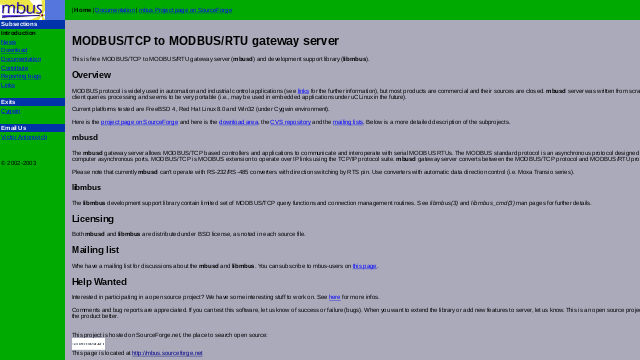 mbus
[ Home | Documentation | mbus Project page on SourceForge
Subsections
Introduction
News
Download
Documentation
Contribute
Reporting bugs
Links
Exits
Cygwin
Email Us
Victor Antonovich
© 2002-2003
MODBUS/TCP to MODBUS/RTU gateway server
This is free MODBUS/TCP to MODBUS/RTU gateway server (mbusd) and development support library (libmbus).
Overview
MODBUS protocol is widely used in automation and industrial control applications (see links for the further information), but most products are commercial and their sources are closed. mbusd server was written from scra
client queries processing and seems to be very portable (i.e., may be used in embedded applications under uCLinux in the future).
Current platforms tested are FreeBSD 4, Red Hat Linux 8.0 and Win32 (under Cygwin environment).
Here is the project page on SourceForge and here is the download area, the CVS repository and the mailing lists. Below is a more detailed description of the subprojects.
mbusd
The mbusd gateway server allows MODBUS/TCP based controllers and applications to communicate and interoperate with serial MODBUS RTUs. The MODBUS standard protocol is an asynchronous protocol designed
computer asynchronous ports. MODBUS/TCP is MODBUS extension to operate over IP links using the TCP/IP protocol suite. mbusd gateway server converts between the MODBUS/TCP protocol and MODBUS/RTU pro
Please note that currently mbusd can't operate with RS-232/RS-485 converters with direction switching by RTS pin. Use converters with automatic data direction control (i.e. Moxa Transio series).
libmbus
The libmbus development support library contain limited set of MODBUS/TCP query functions and connection management routines. See libmbus(3) and libmbus_cmd(3) man pages for further details.
Licensing
Both mbusd and libmbus are distributed under BSD license, as noted in each source file.
Mailing list
Whe have a mailing list for discussions about the mbusd and libmbus. You can subscribe to mbus-users on this page.
Help Wanted
Interested in participating in a open source project? We have some interesting stuff to work on. See here for more infos.
Comments and bug reports are appreciated. If you can test this software, let us know of success or failure (bugs). When you want to extend the library or add new features to server, let us know. This is an open source proje
the product better.
This project is hosted on SourceForge.net, the place to search open source.
This page is located at http://mbus.sourceforge.net